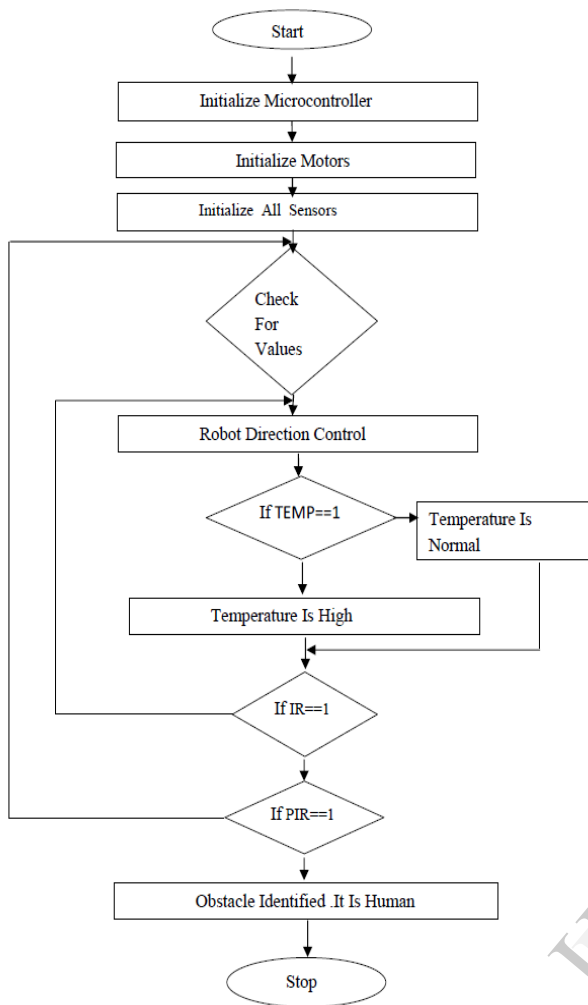 Start
Initialize Microcontroller
Initialize Motors
Initialize All Sensors
Check
For
Values
Robot Direction Control
If TEMP==1
Temperature Is
Normal
Temperature Is High
If IR==1
If PIR==1
Obstacle Identified .It Is Human
Stop